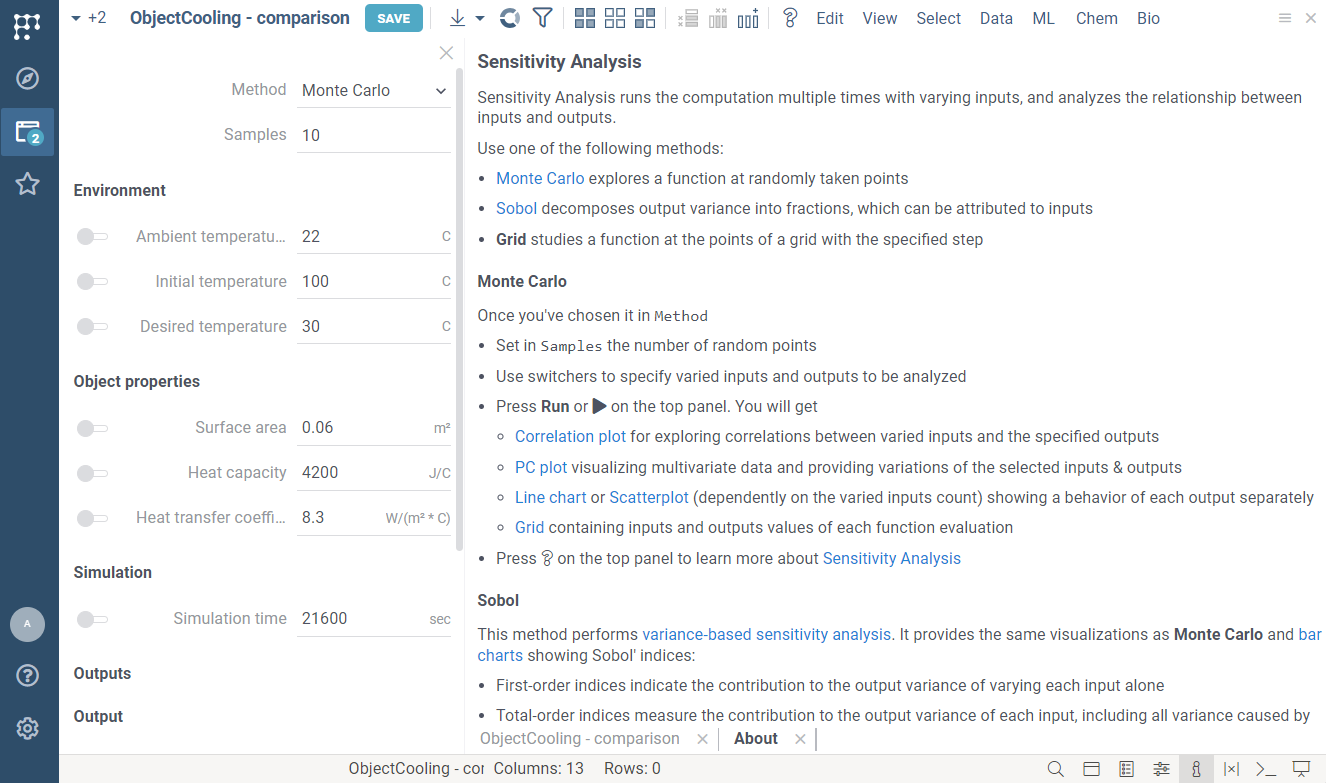 +2 ObjectCooling - comparison SAVE Edit View Select Data ML Chem Bio
2
Method Monte Carlo
Samples 10
Environment
Ambient temperatu... 22 C
Initial temperature 100 C
Desired temperature 30 C
Object properties
Surface area 0.06 m²
Heat capacity 4200 J/C
Heat transfer coeffi... 8.3 W/(m² * C)
Simulation
Simulation time 21600 sec
Outputs
Output
A
Sensitivity Analysis
Sensitivity Analysis runs the computation multiple times with varying inputs, and analyzes the relationship between
inputs and outputs.
Use one of the following methods:
• Monte Carlo explores a function at randomly taken points
• Sobol decomposes output variance into fractions, which can be attributed to inputs
• Grid studies a function at the points of a grid with the specified step
Monte Carlo
Once you've chosen it in Method
• Set in Samples the number of random points
• Use switchers to specify varied inputs and outputs to be analyzed
• Press Run or ▶ on the top panel. You will get
◦ Correlation plot for exploring correlations between varied inputs and the specified outputs
◦ PC plot visualizing multivariate data and providing variations of the selected inputs & outputs
◦ Line chart or Scatterplot (dependently on the varied inputs count) showing a behavior of each output separately
◦ Grid containing inputs and outputs values of each function evaluation
• Press ? on the top panel to learn more about Sensitivity Analysis
Sobol
This method performs variance-based sensitivity analysis. It provides the same visualizations as Monte Carlo and bar
charts showing Sobol' indices:
• First-order indices indicate the contribution to the output variance of varying each input alone
• Total-order indices measure the contribution to the output variance of each input, including all variance caused by
ObjectCooling - comparison About
ObjectCooling - cor Columns: 13 Rows: 0